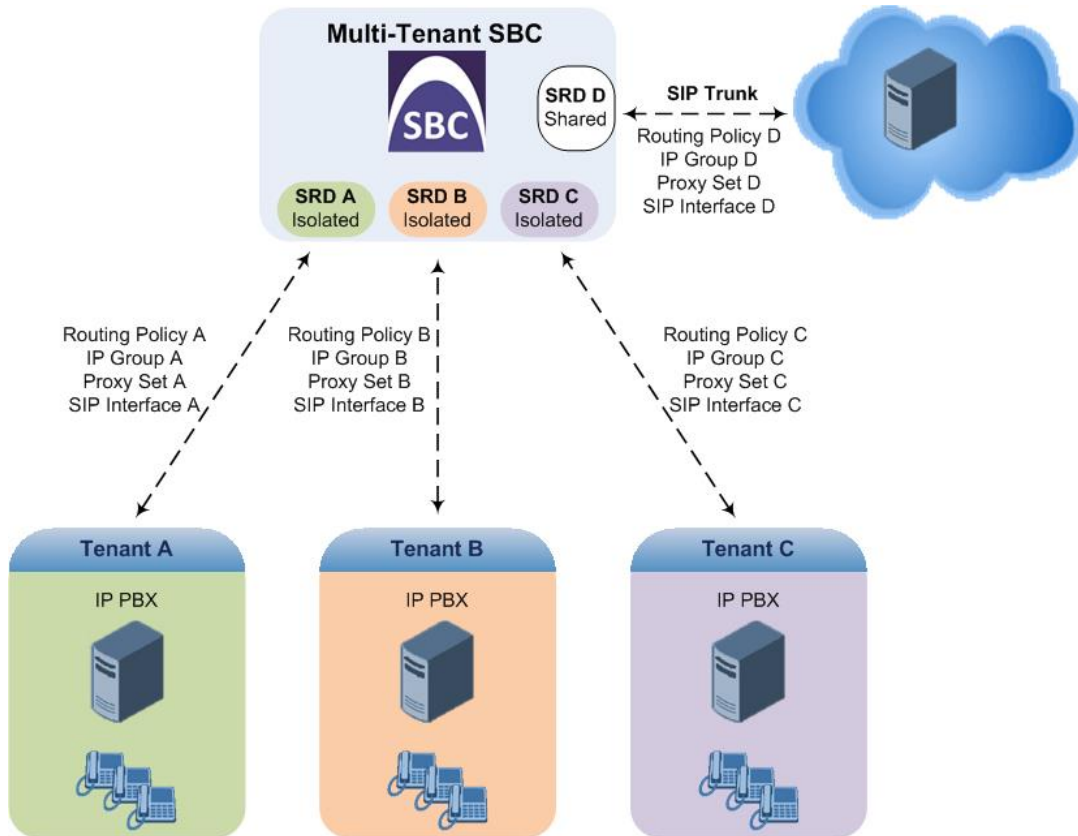 Multi-Tenant SBC
SBC
SRD D
Shared
SIP Trunk
Routing Policy D
IP Group D
Proxy Set D
SIP Interface D
SRD A
Isolated
SRD B
Isolated
SRD C
Isolated
Routing Policy A
IP Group A
Proxy Set A
SIP Interface A
Routing Policy B
IP Group B
Proxy Set B
SIP Interface B
Routing Policy C
IP Group C
Proxy Set C
SIP Interface C
Tenant A
IP PBX
Tenant B
IP PBX
Tenant C
IP PBX